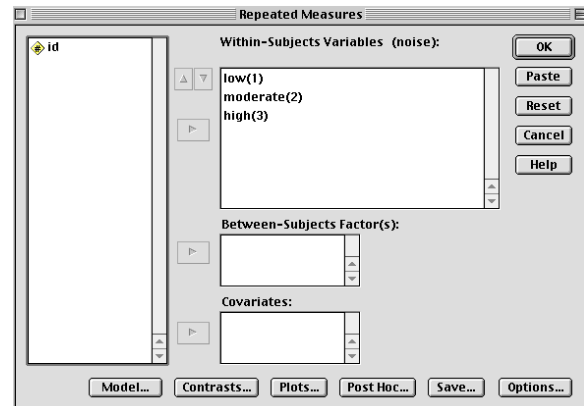 Repeated Measures
id
Within-Subjects Variables (noise):
low(1)
moderate(2)
high(3)
Between-Subjects Factor(s):
Covariates:
OK
Paste
Reset
Cancel
Help
Model... Contrasts... Plots... Post Hoc... Save... Options...